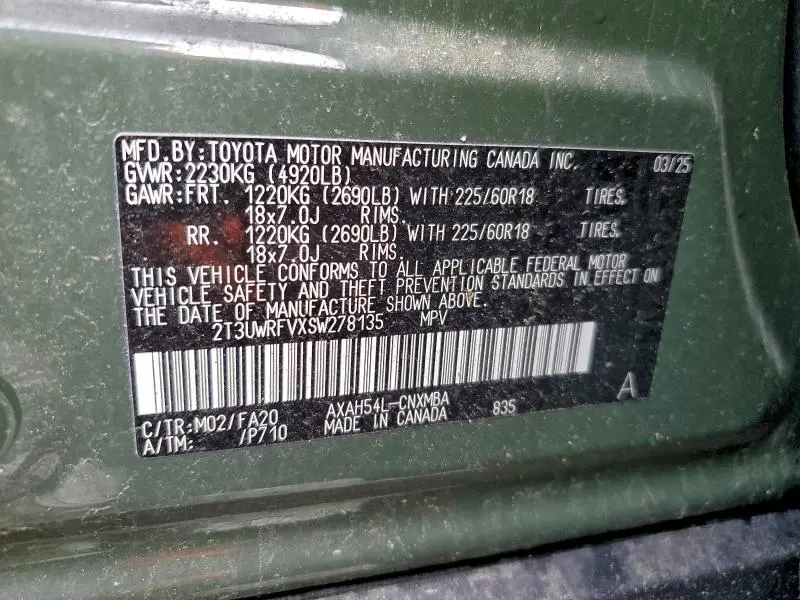 MFD.BY:TOYOTA MOTOR MANUFACTURING CANADA INC. 03/25
GVWR:2230KG (4920LB)
GAWR:FRT. 1220KG (2690LB) WITH 225/60R18 TIRES.
18x7.0J RIMS.
RR. 1220KG (2690LB) WITH 225/60R18 TIRES.
18x7.0J RIMS.
THIS VEHICLE CONFORMS TO ALL APPLICABLE FEDERAL MOTOR
VEHICLE SAFETY AND THEFT PREVENTION STANDARDS IN EFFECT ON
THE DATE OF MANUFACTURE SHOWN ABOVE.
2T3UWRFVXSW278135 MPV
A
C/TR:M02/FA20 AXAH54L-CNXMBA 835
A/TM: /P710 MADE IN CANADA